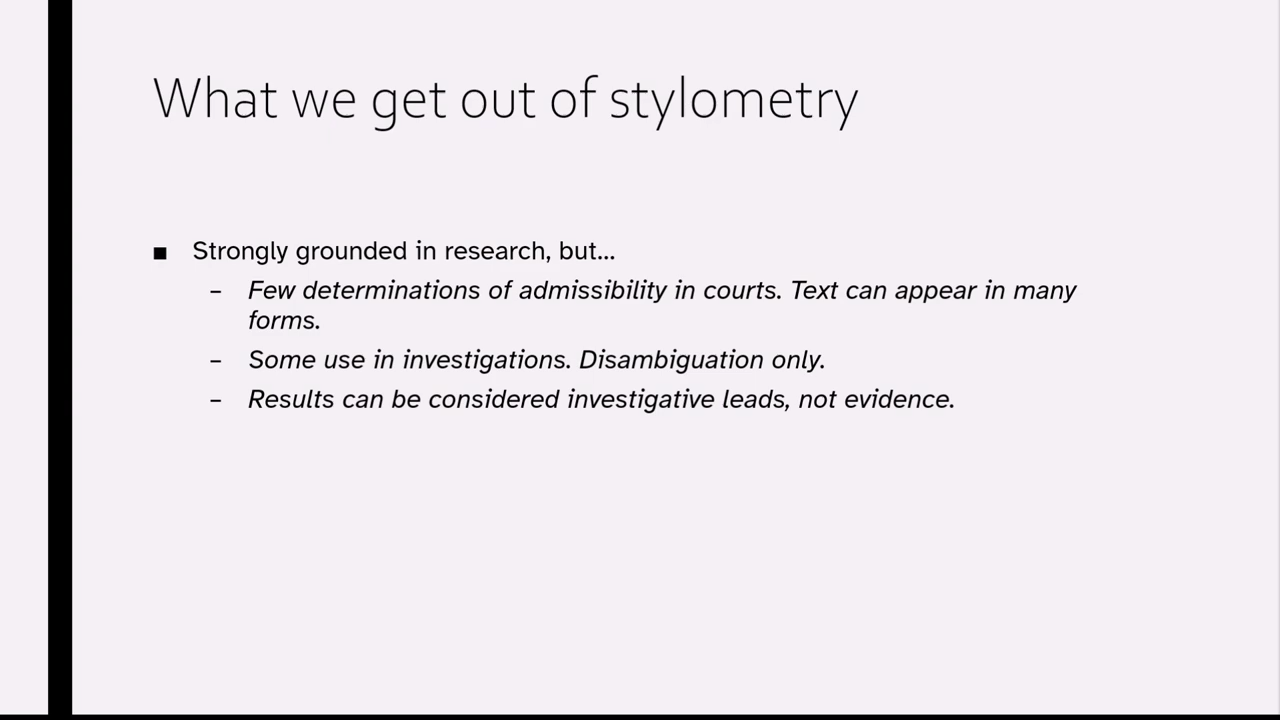 What we get out of stylometry
■ Strongly grounded in research, but...
– Few determinations of admissibility in courts. Text can appear in many
forms.
– Some use in investigations. Disambiguation only.
– Results can be considered investigative leads, not evidence.